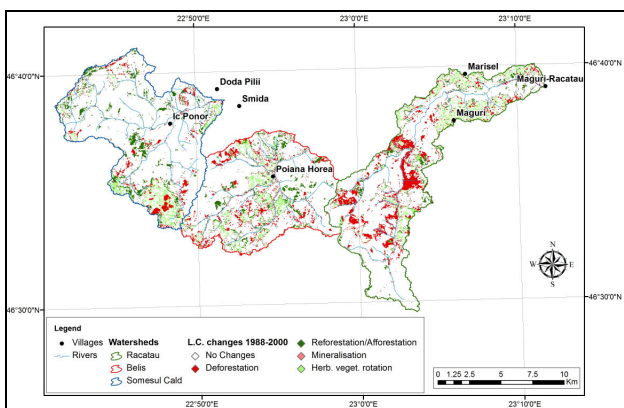 22°50'0"E 23°0'0"E 23°10'0"E
46°40'0"N 46°40'0"N
Doda Pilii
Smida
Ic Ponor
Marisel
Maguri-Racatau
Maguri
Poiana Horea
N
W E
S
46°30'0"N 46°30'0"N
Legend
Villages Watersheds L.C. changes 1988-2000 Reforestation/Afforestation
Rivers Racatau No Changes Mineralisation
Belis Deforestation Herb. veget. rotation
Somesul Cald
0 1.25 2.5 5 7.5 10
Km
22°50'0"E 23°0'0"E 23°10'0"E